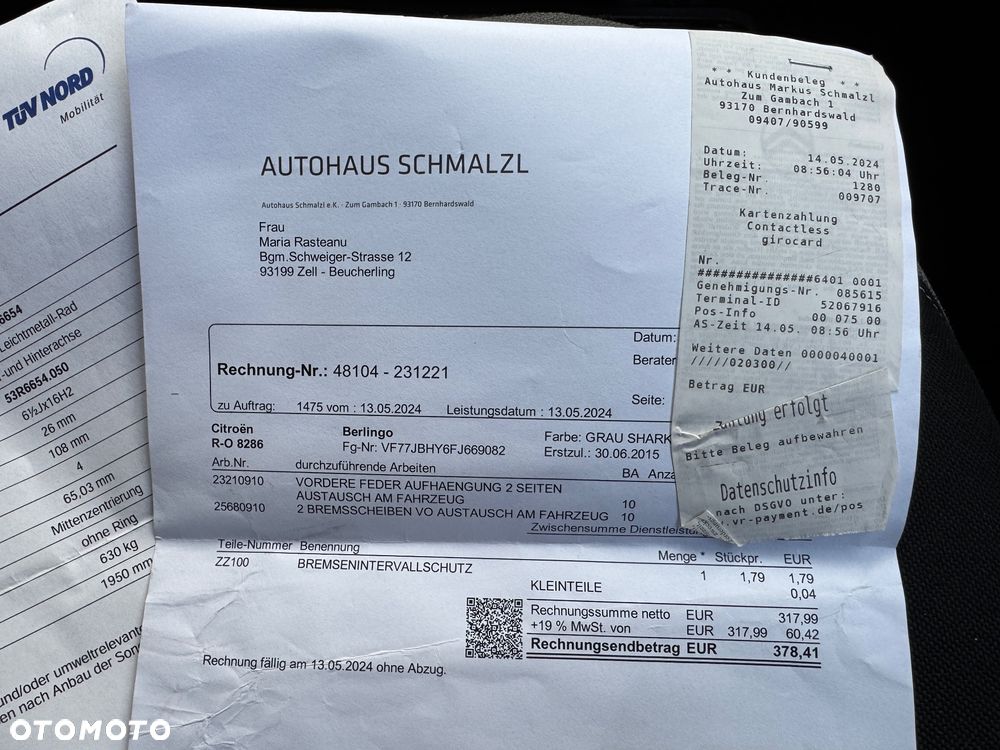 TÜV NORD
Mobilität
6654
Leichtmetall-Rad
-und Hinterachse
53R6654.050
6½Jx16H2
26 mm
108 mm
4
65,03 mm
Mittenzentrierung
ohne Ring
630 kg
1950 mm
und/oder umweltrelevanten
en nach Anbau der Son
AUTOHAUS SCHMALZL
Autohaus Schmalzl e.K. · Zum Gambach 1 · 93170 Bernhardswald
Frau
Maria Rasteanu
Bgm.Schweiger-Strasse 12
93199 Zell - Beucherling
Datum:
Berater
Rechnung-Nr.: 48104 - 231221
Seite:
zu Auftrag: 1475 vom : 13.05.2024 Leistungsdatum : 13.05.2024
Citroën Berlingo Farbe: GRAU SHARK
R-O 8286 Fg-Nr: VF77JBHY6FJ669082 Erstzul.: 30.06.2015
Arb.Nr. durchzuführende Arbeiten BA Anza
23210910 VORDERE FEDER AUFHAENGUNG 2 SEITEN
AUSTAUSCH AM FAHRZEUG 10
25680910 2 BREMSSCHEIBEN VO AUSTAUSCH AM FAHRZEUG 10
Zwischensumme Dienstleist
Teile-Nummer Benennung Menge * Stückpr. EUR
ZZ100 BREMSENINTERVALLSCHUTZ 1 1,79 1,79
KLEINTEILE 0,04
Rechnungssumme netto EUR 317,99
+19 % MwSt. von EUR 317,99 60,42
Rechnungsendbetrag EUR 378,41
Rechnung fällig am 13.05.2024 ohne Abzug.
* * Kundenbeleg * *
Autohaus Markus Schmalzl
Zum Gambach 1
93170 Bernhardswald
09407/90599
Datum: 14.05.2024
Uhrzeit: 08:56:04 Uhr
Beleg-Nr. 1280
Trace-Nr. 009707
Kartenzahlung
Contactless
girocard
Nr.
###############6401 0001
Genehmigungs-Nr. 085615
Terminal-ID 52067916
Pos-Info 00 075 00
AS-Zeit 14.05. 08:56 Uhr
Weitere Daten 0000040001
/////020300//
Betrag EUR
Zahlung erfolgt
Bitte Beleg aufbewahren
Datenschutzinfo
nach DSGVO unter:
www.vr-payment.de/pos
OTOMOTO